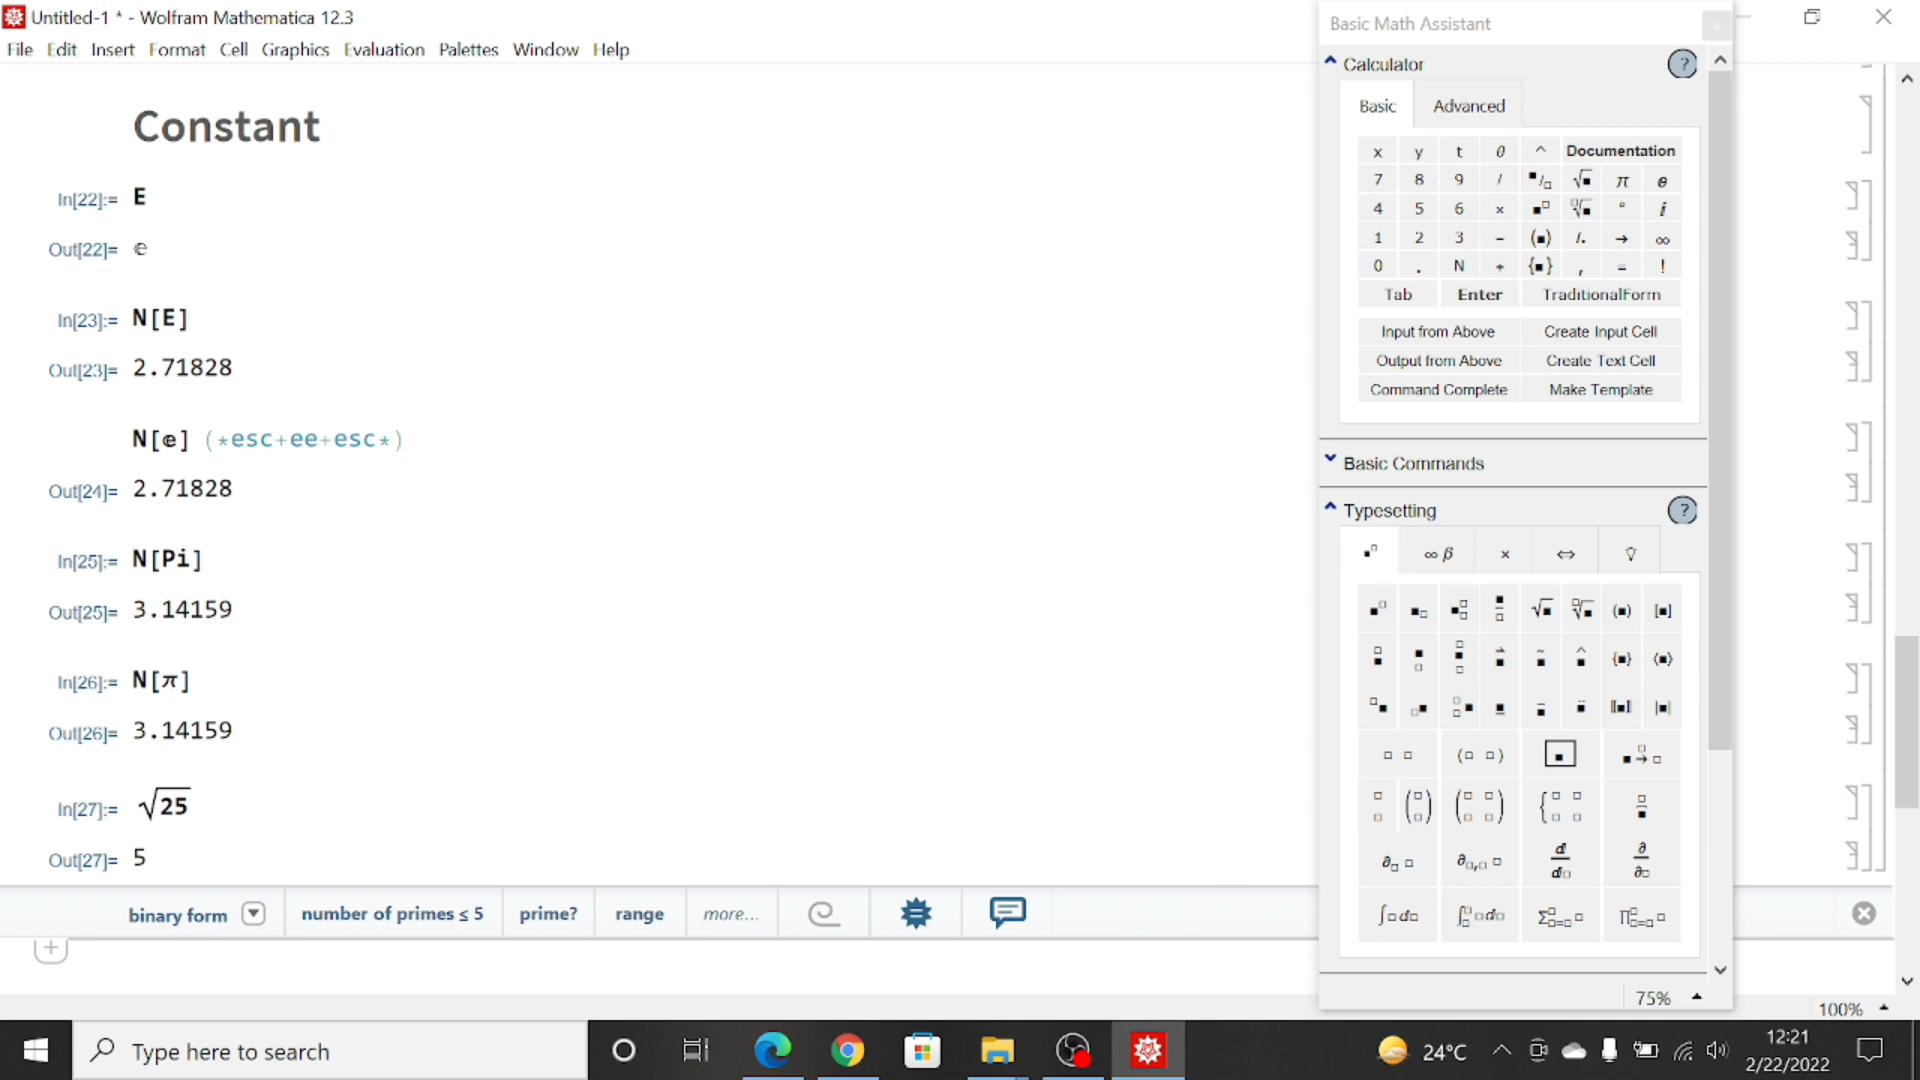 Untitled-1 * - Wolfram Mathematica 12.3
File Edit Insert Format Cell Graphics Evaluation Palettes Window Help
Constant
In[22]:= E
Out[22]= ⅇ
In[23]:= N[E]
Out[23]= 2.71828
N[ⅇ] (*esc+ee+esc*)
Out[24]= 2.71828
In[25]:= N[Pi]
Out[25]= 3.14159
In[26]:= N[π]
Out[26]= 3.14159
In[27]:= √25
Out[27]= 5
binary form number of primes ≤ 5 prime? range more...
Basic Math Assistant
Calculator ?
Basic Advanced
x y t θ ^ Documentation
7 8 9 / ■/□ √■ π ⅇ
4 5 6 × ■^□ □√■ ° ⅈ
1 2 3 − (■) /. → ∞
0 . N + {■} , = !
Tab Enter TraditionalForm
Input from Above Create Input Cell
Output from Above Create Text Cell
Command Complete Make Template
Basic Commands
Typesetting ?
∞ β × ⇔
(■) [■]
{■} ⟨■⟩
⟦■⟧ |■|
∂□ □ ∂□,□ □ ⅆ/ⅆ□ ∂/∂□
∫□ⅆ□ ∫□ⅆ□ Σ□=□ □ Π□=□ □
75%
100%
Type here to search
24°C
12:21
2/22/2022